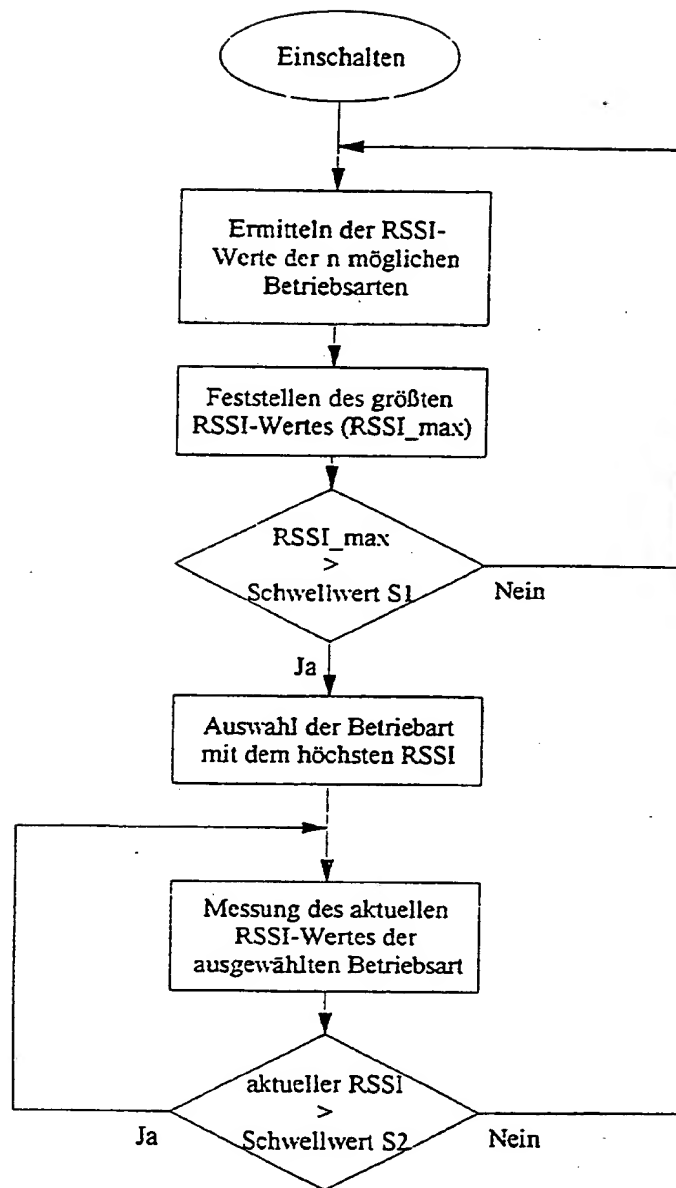 Einschalten
Ermitteln der RSSI-
Werte der n möglichen
Betriebsarten
Feststellen des größten
RSSI-Wertes (RSSI_max)
RSSI_max
>
Schwellwert S1
Nein
Ja
Auswahl der Betriebart
mit dem höchsten RSSI
Messung des aktuellen
RSSI-Wertes der
ausgewählten Betriebsart
aktueller RSSI
>
Schwellwert S2
Ja
Nein